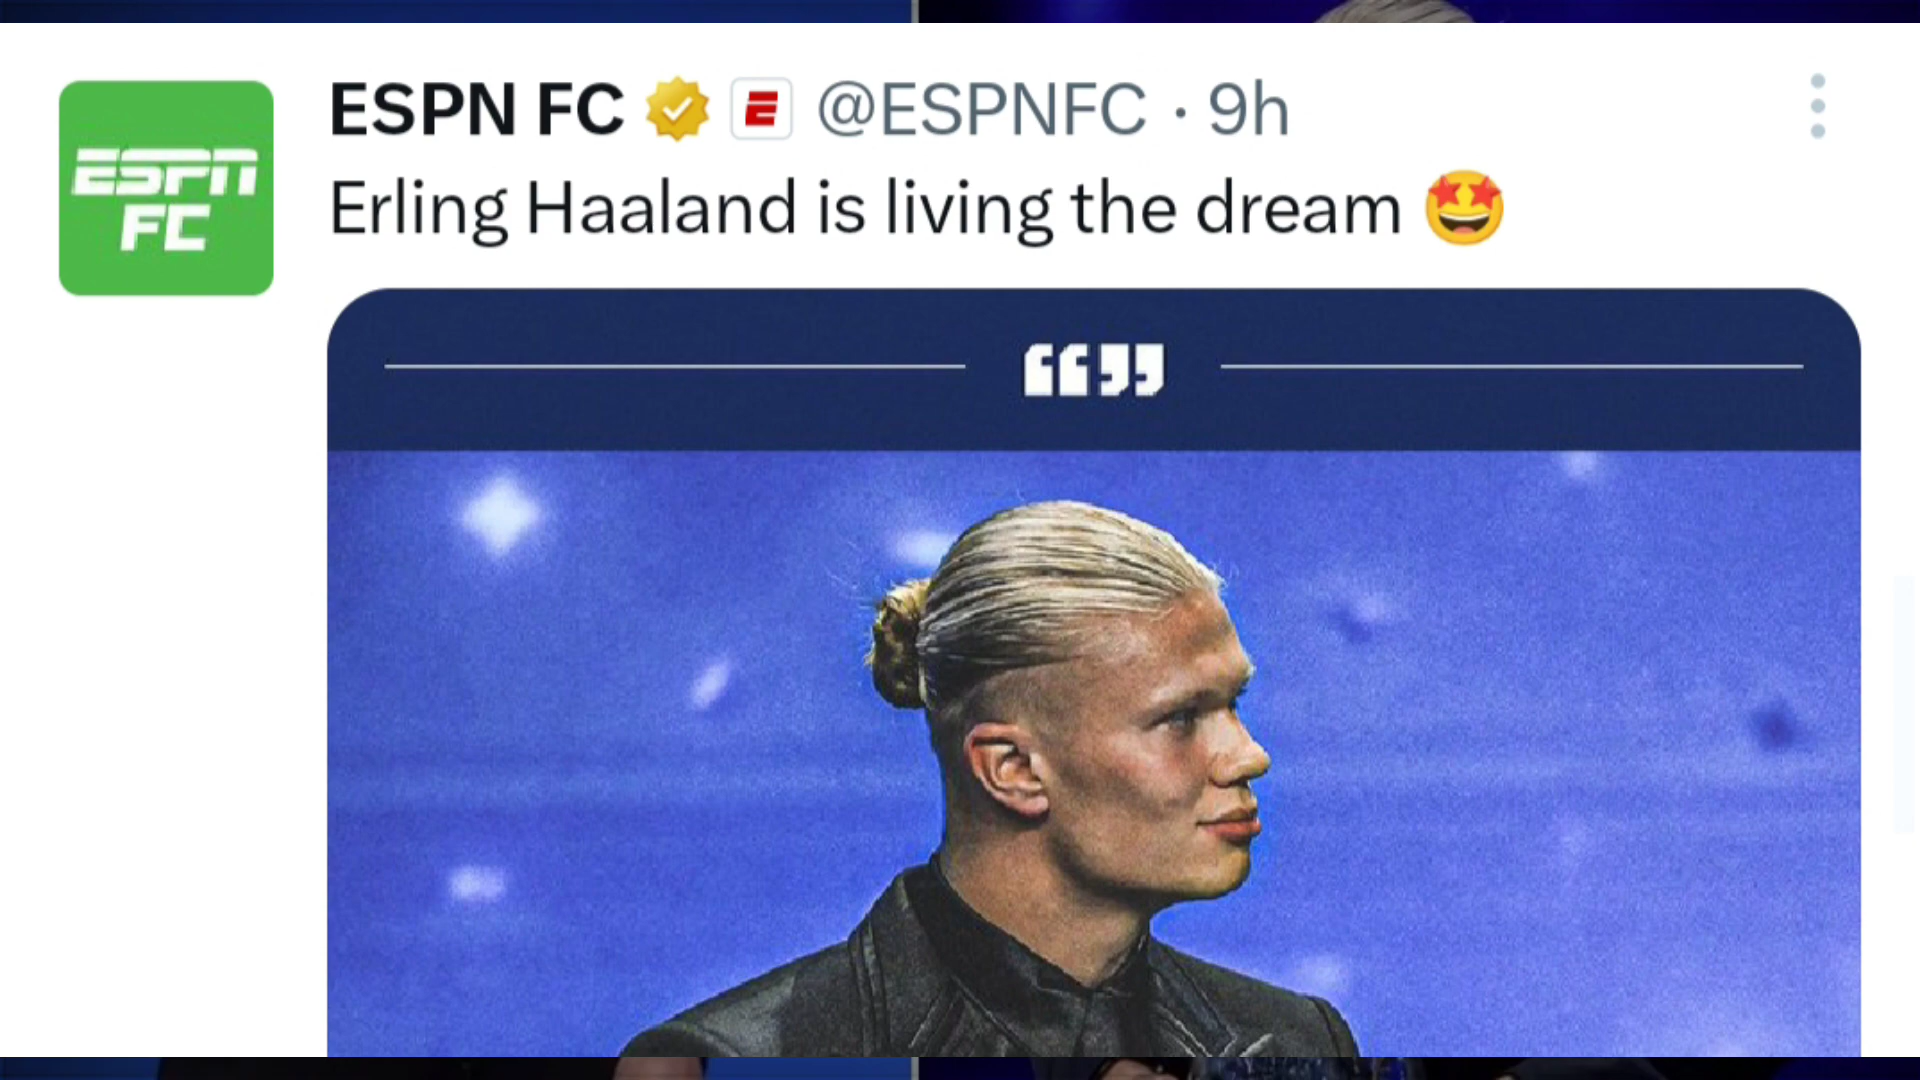 ESPN FC @ESPNFC · 9h
Erling Haaland is living the dream 🤩
ESPN
FC
“”